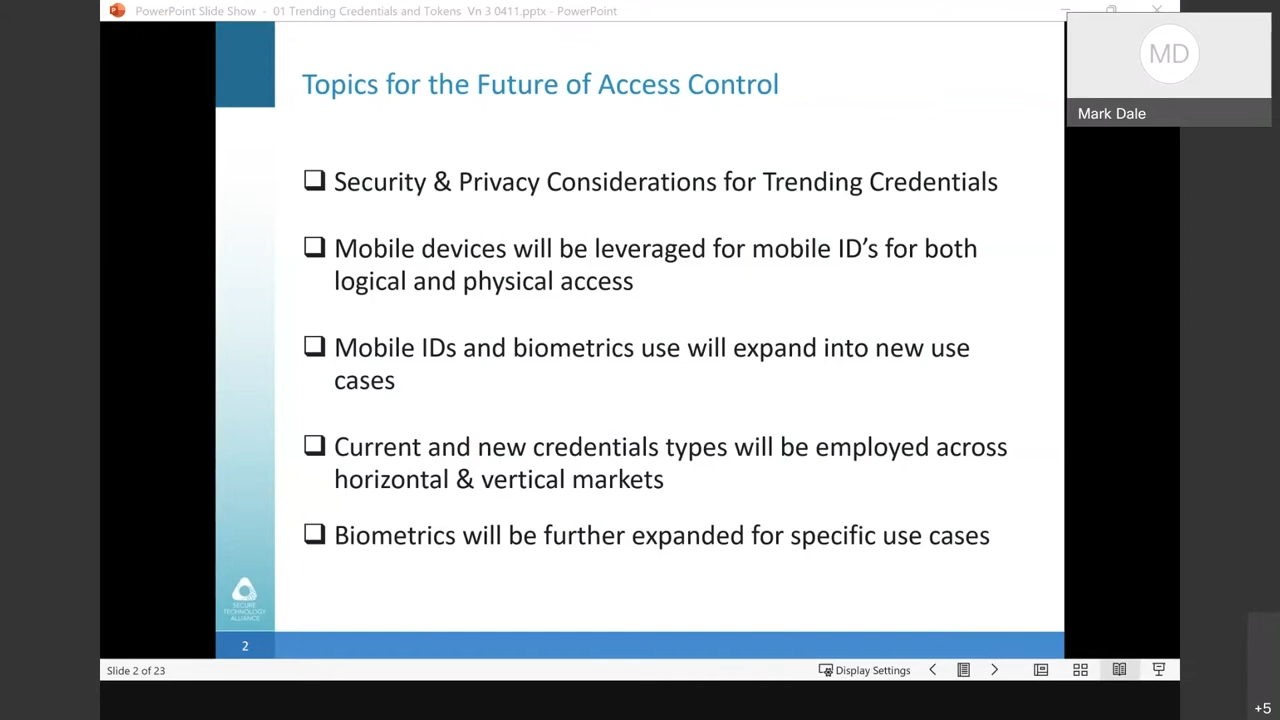 PowerPoint Slide Show - 01 Trending Credentials and Tokens Vn 3 0411.pptx - PowerPoint
MD
Mark Dale
Topics for the Future of Access Control
❑ Security & Privacy Considerations for Trending Credentials
❑ Mobile devices will be leveraged for mobile ID’s for both
logical and physical access
❑ Mobile IDs and biometrics use will expand into new use
cases
❑ Current and new credentials types will be employed across
horizontal & vertical markets
❑ Biometrics will be further expanded for specific use cases
SECURE
TECHNOLOGY
ALLIANCE
2
Slide 2 of 23
Display Settings
+5